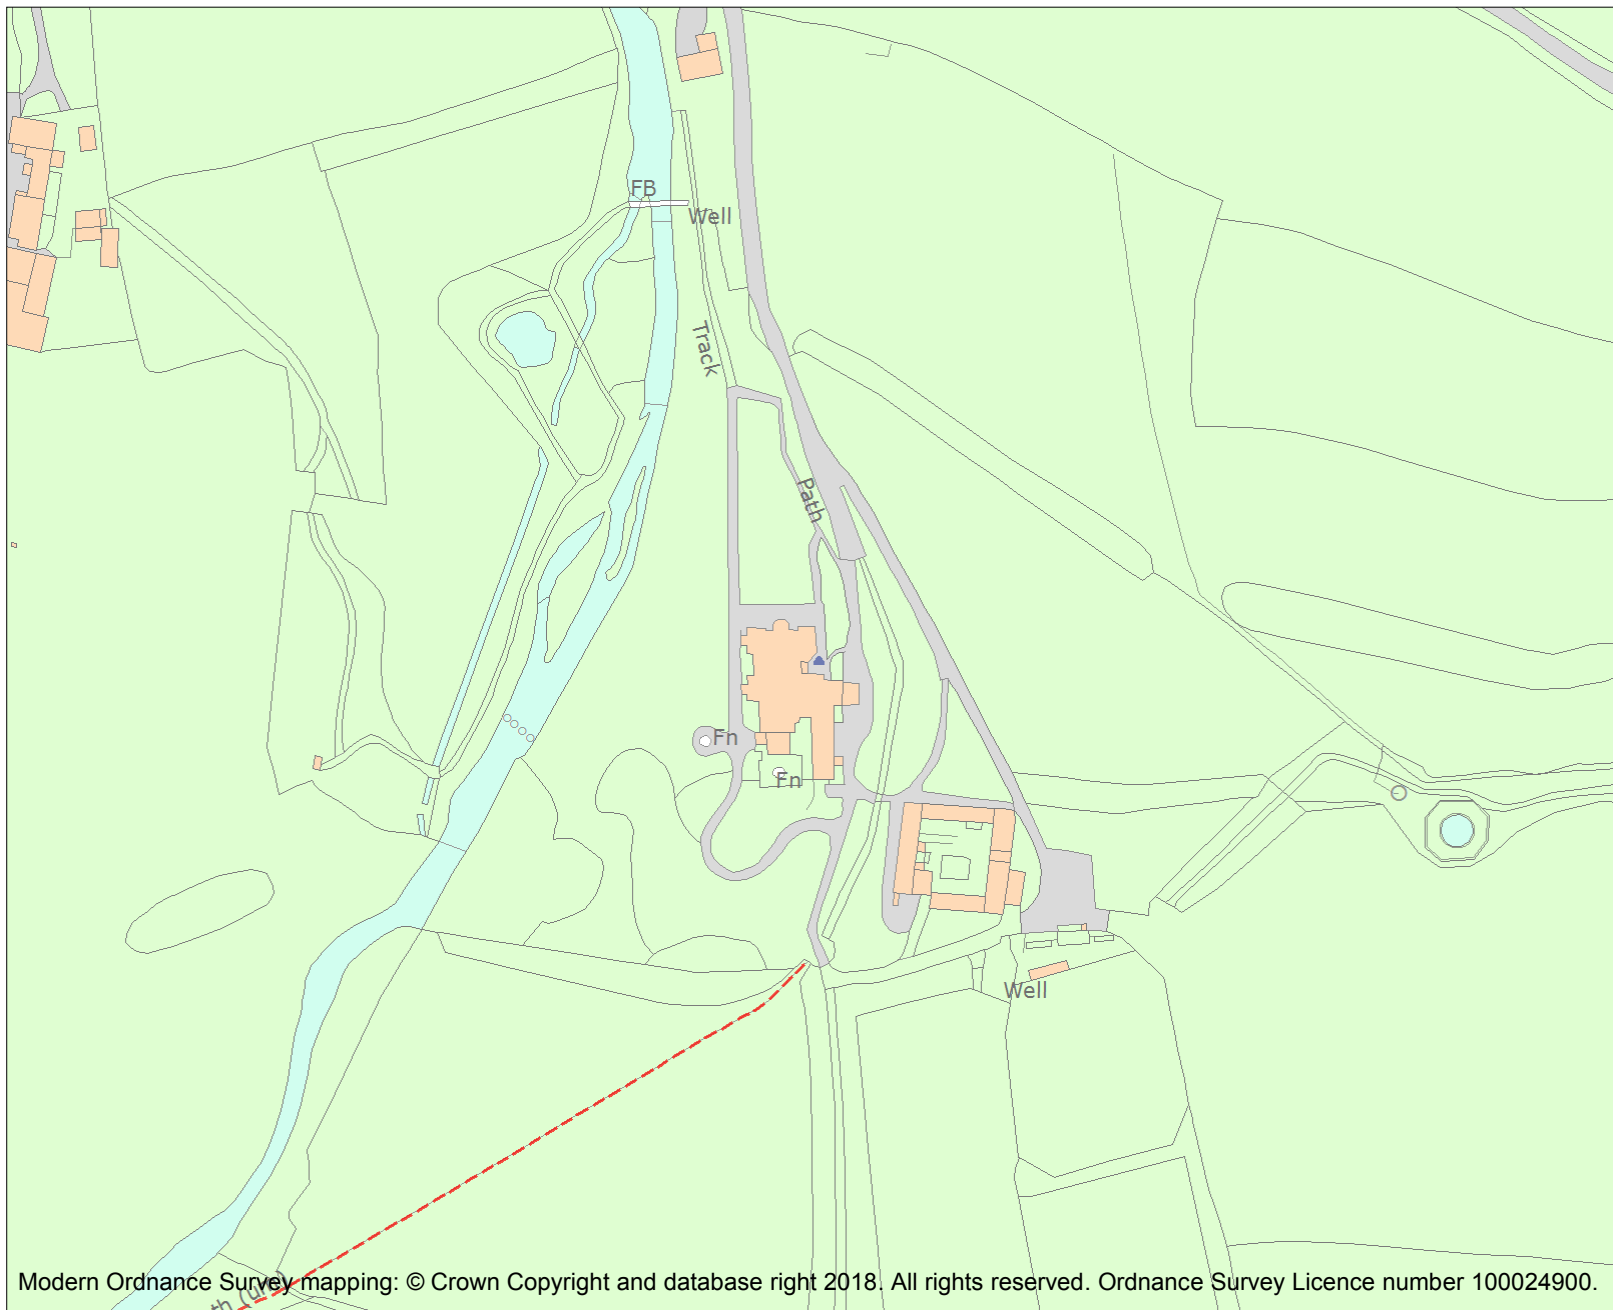 FB
Well
Track
Path
Fn
Fn
Well
Modern Ordnance Survey mapping: © Crown Copyright and database right 2018. All rights reserved. Ordnance Survey Licence number 100024900.